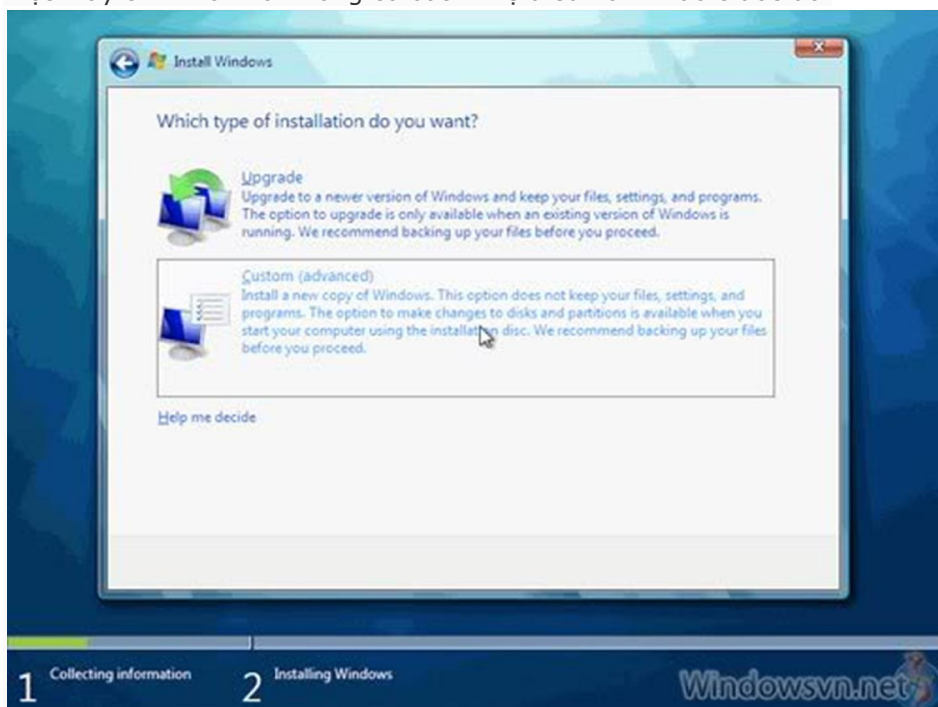 Install Windows
Which type of installation do you want?
Upgrade
Upgrade to a newer version of Windows and keep your files, settings, and programs.
The option to upgrade is only available when an existing version of Windows is
running. We recommend backing up your files before you proceed.
Custom (advanced)
Install a new copy of Windows. This option does not keep your files, settings, and
programs. The option to make changes to disks and partitions is available when you
start your computer using the installation disc. We recommend backing up your files
before you proceed.
Help me decide
1 Collecting information
2 Installing Windows
Windowsvn.net